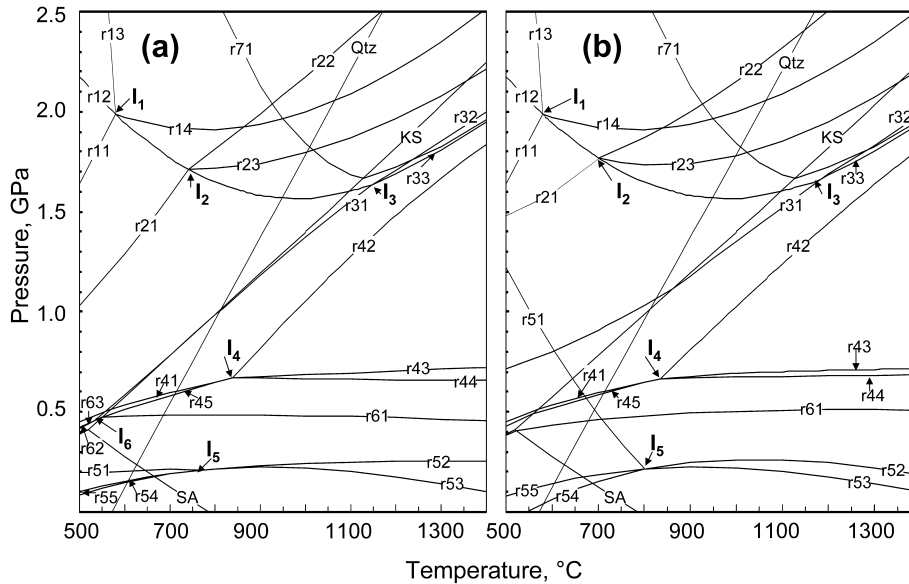 (a)
2.5
2.0
1.5
1.0
0.5
Pressure, GPa
r13
r71
Qtz
r22
r12
I1
r14
r11
r23
KS
r32
I2
r33
r31
I3
r21
r42
I4
r43
r41
r44
r63
r45
I6
r61
r62
r51
I5
r52
r55
r54
SA
r53
500
700
900
1100
1300
(b)
r13
r71
Qtz
r22
r12
I1
r14
r32
r11
r23
KS
r33
I2
r21
r31
I3
r42
r51
I4
r43
r41
r45
r44
r61
I5
r52
r55
r54
SA
r53
500
700
900
1100
1300
Temperature, °C